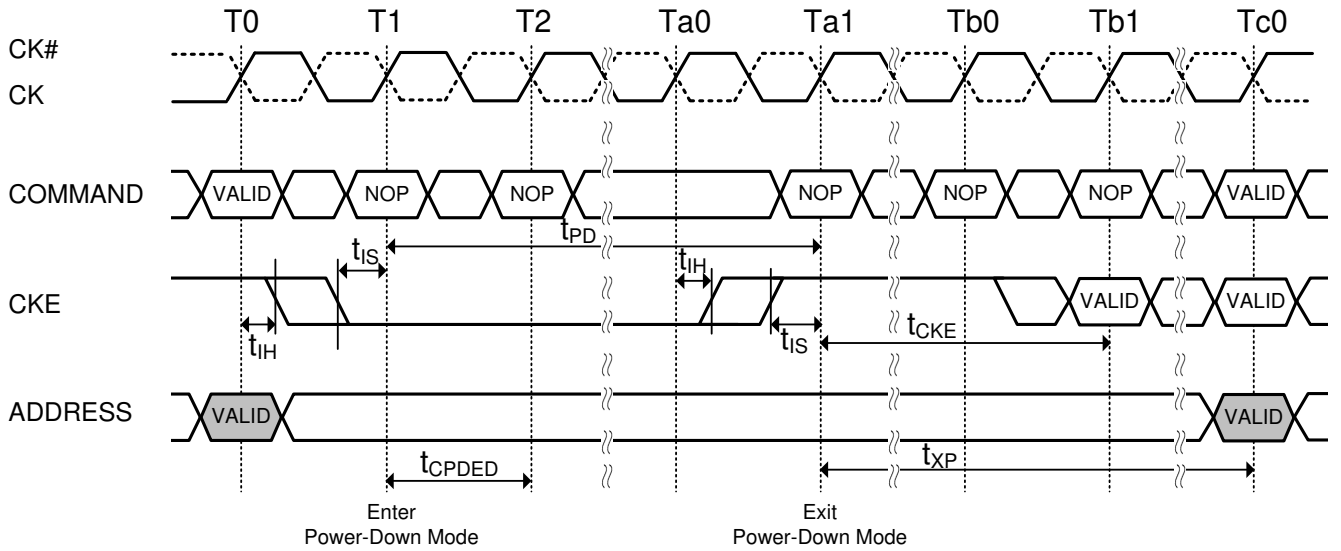 T0 T1 T2 Ta0 Ta1 Tb0 Tb1 Tc0
CK#
CK
COMMAND VALID NOP NOP NOP NOP NOP VALID
tPD
tIS tIH
CKE VALID VALID
tIH tIS tCKE
ADDRESS VALID VALID
tCPDED tXP
Enter Exit
Power-Down Mode Power-Down Mode